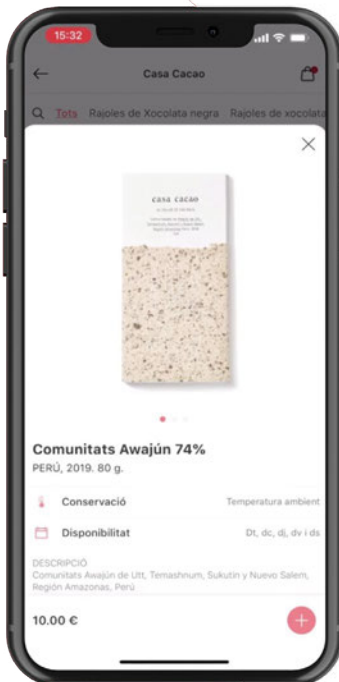 15:32
Casa Cacao
Tots Rajoles de Xocolata negra Rajoles de xocolata
casa cacao
Comunitats Awajún 74%
PERÚ, 2019. 80 g.
Conservació Temperatura ambient
Disponibilitat Dt, dc, dj, dv i ds
DESCRIPCIÓ
Comunitats Awajún de Utt, Temashnum, Sukutin y Nuevo Salem,
Región Amazonas, Perú
10.00 €